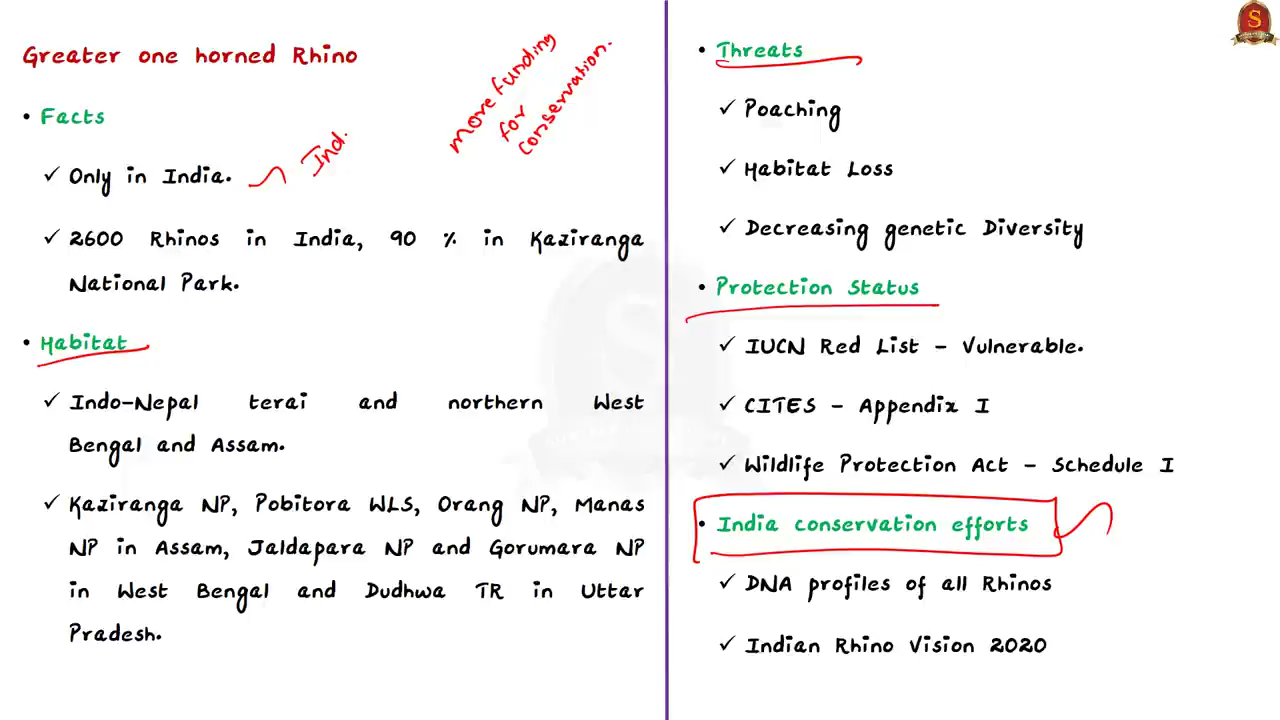 Greater one horned Rhino
more funding
for
conservation.
• Facts
✓ Only in India.
Ind.
✓ 2600 Rhinos in India, 90 % in Kaziranga
National Park.
• Habitat
✓ Indo-Nepal terai and northern West
Bengal and Assam.
✓ Kaziranga NP, Pobitora WLS, Orang NP, Manas
NP in Assam, Jaldapara NP and Gorumara NP
in West Bengal and Dudhwa TR in Uttar
Pradesh.
• Threats
✓ Poaching
✓ Habitat Loss
✓ Decreasing genetic Diversity
• Protection Status
✓ IUCN Red List - Vulnerable.
✓ CITES - Appendix I
✓ Wildlife Protection Act - Schedule I
• India conservation efforts
✓ DNA profiles of all Rhinos
✓ Indian Rhino Vision 2020